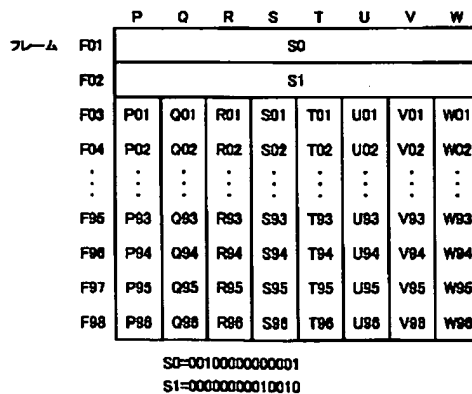 P Q R S T U V W
フレーム F01 S0
F02 S1
F03 P01 Q01 R01 S01 T01 U01 V01 W01
F04 P02 Q02 R02 S02 T02 U02 V02 W02
F95 P93 Q93 R93 S93 T93 U93 V93 W93
F96 P94 Q94 R94 S94 T94 U94 V94 W94
F97 P95 Q95 R95 S95 T95 U95 V95 W95
F98 P96 Q96 R96 S96 T96 U96 V96 W96
S0=00100000000001
S1=00000000010010